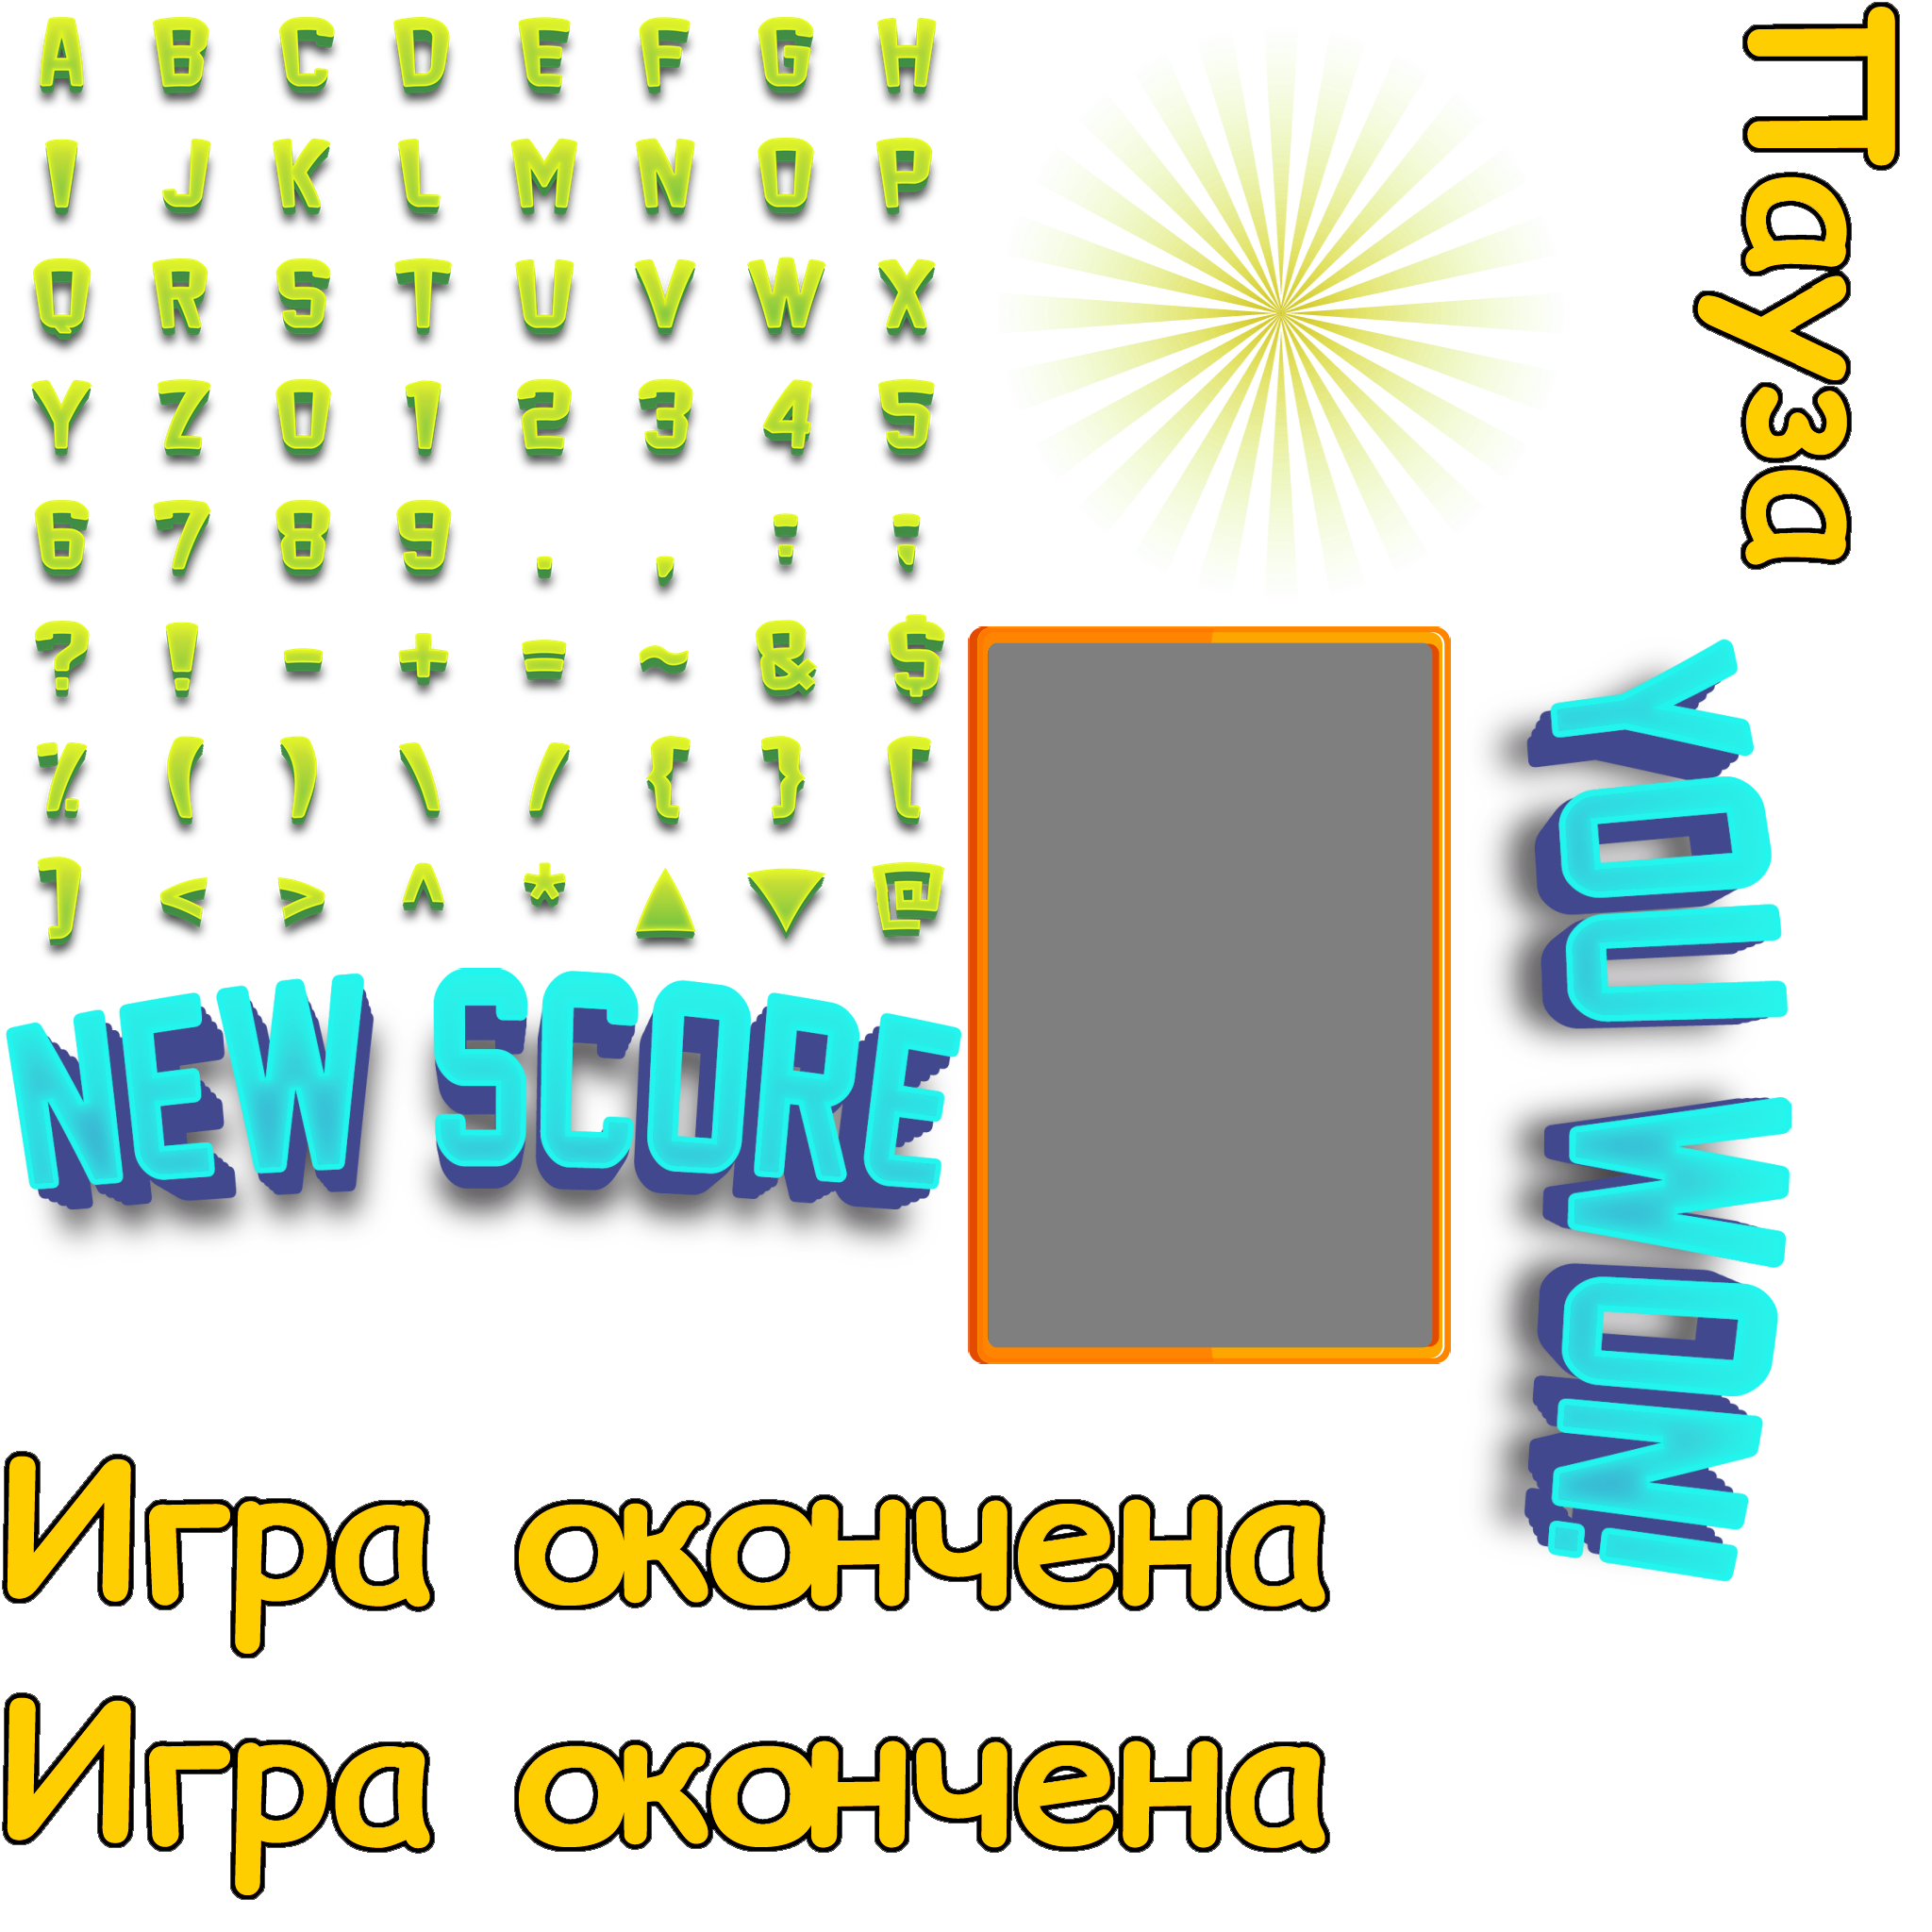 A B C D E F G H
I J K L M N O P
Q R S T U V W X
Y Z 0 1 2 3 4 5
6 7 8 9 . , : ;
? ! - + = ~ & $
% ( ) \ / { } [
] < > ^ * ▲ ▼ @
NEW SCORE
Пауза
YOU WON!
Игра окончена
Игра окончена